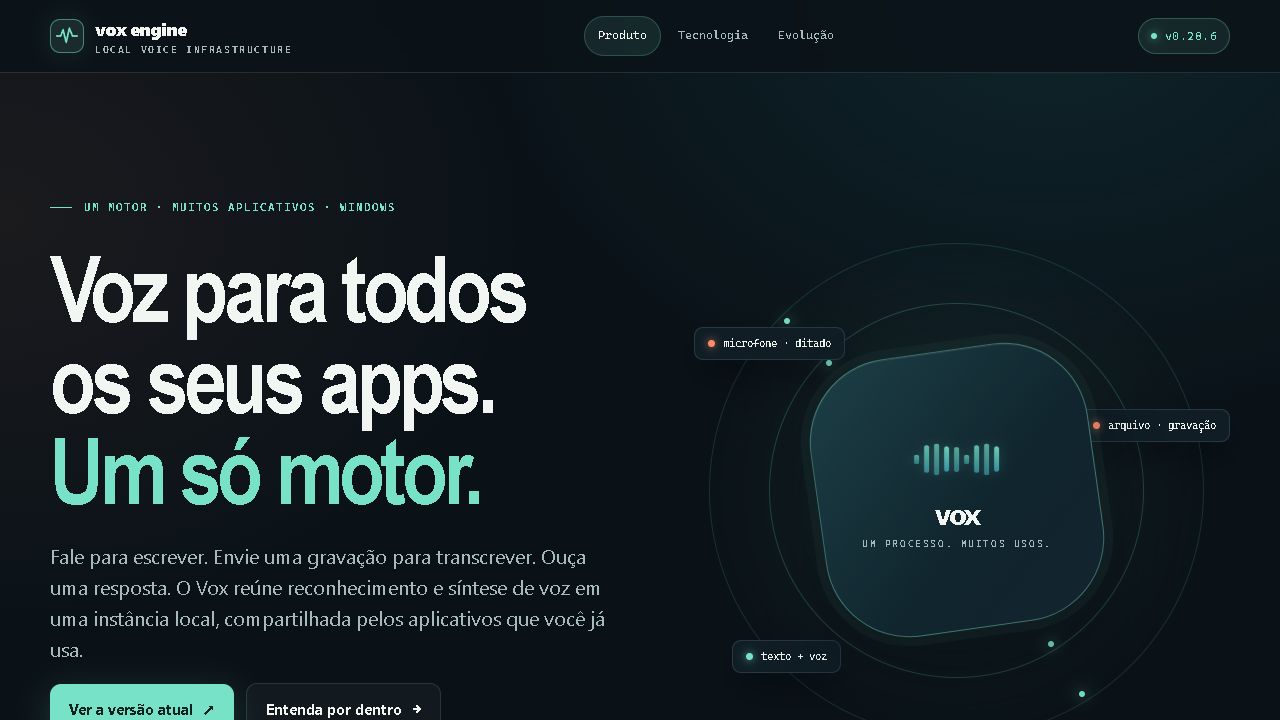 vox engine
LOCAL VOICE INFRASTRUCTURE
Produto
Tecnologia
Evolução
v0.28.6
UM MOTOR · MUITOS APLICATIVOS · WINDOWS
Voz para todos
os seus apps.
Um só motor.
Fale para escrever. Envie uma gravação para transcrever. Ouça
uma resposta. O Vox reúne reconhecimento e síntese de voz em
uma instância local, compartilhada pelos aplicativos que você já
usa.
Ver a versão atual ↗
Entenda por dentro →
microfone · ditado
arquivo · gravação
vox
UM PROCESSO. MUITOS USOS.
texto + voz